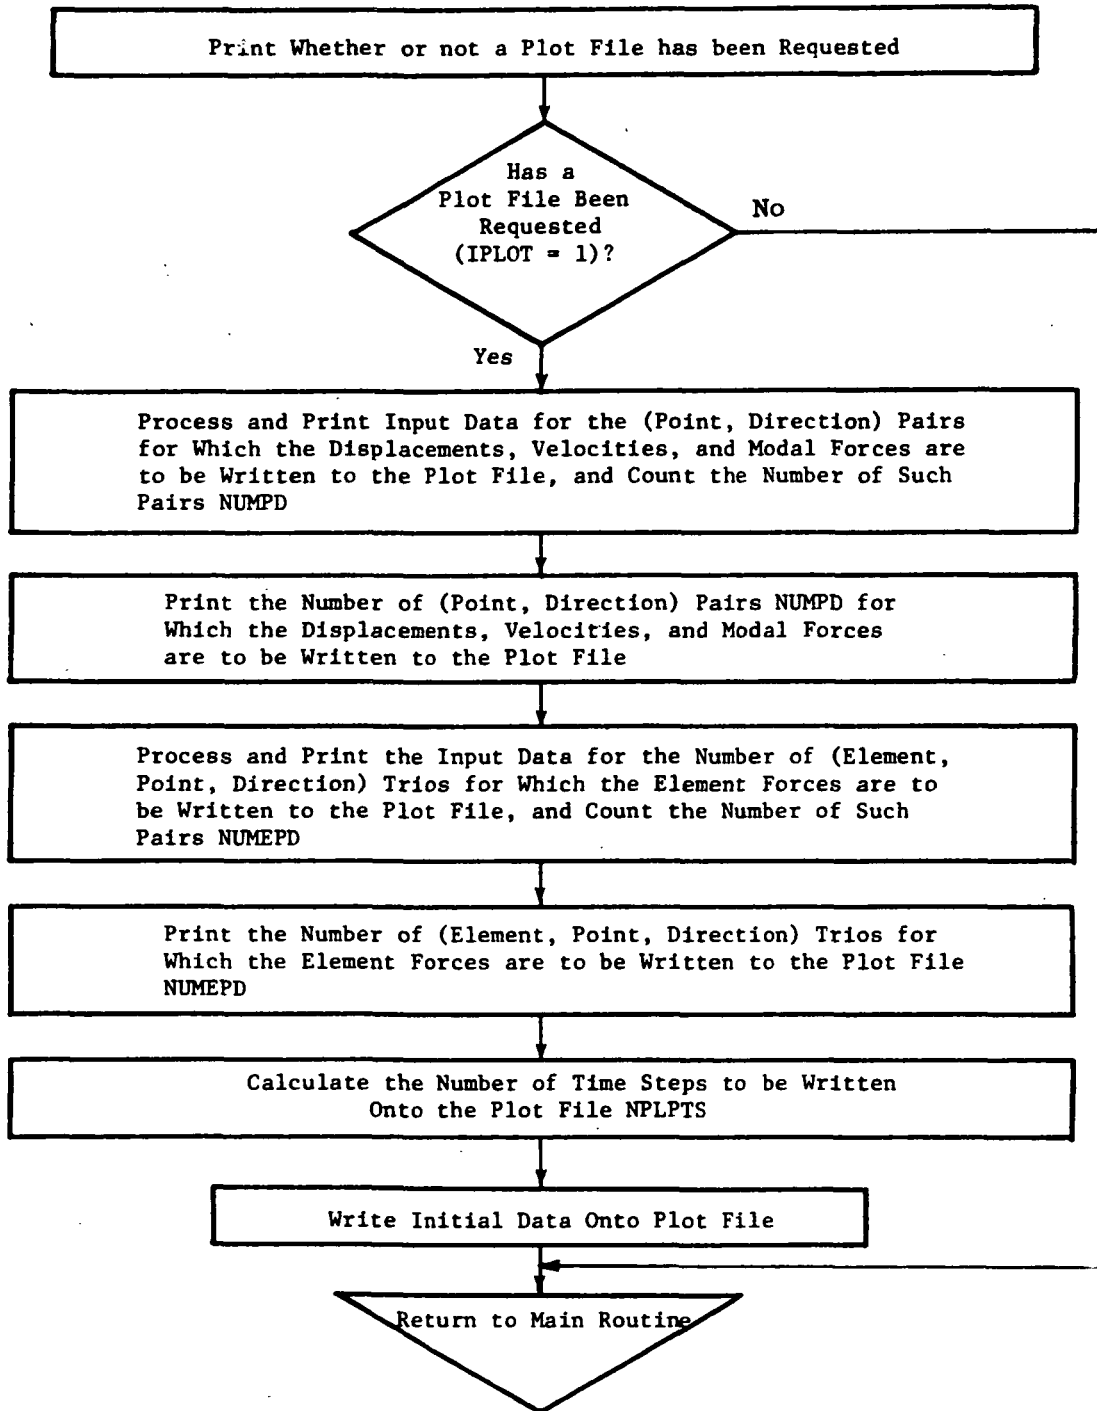 Print Whether or not a Plot File has been Requested
Has a
Plot File Been
Requested
(IPLOT = 1)?
No
Yes
Process and Print Input Data for the (Point, Direction) Pairs
for Which the Displacements, Velocities, and Modal Forces are
to be Written to the Plot File, and Count the Number of Such
Pairs NUMPD
Print the Number of (Point, Direction) Pairs NUMPD for
Which the Displacements, Velocities, and Modal Forces
are to be Written to the Plot File
Process and Print the Input Data for the Number of (Element,
Point, Direction) Trios for Which the Element Forces are to
be Written to the Plot File, and Count the Number of Such
Pairs NUMEPD
Print the Number of (Element, Point, Direction) Trios for
Which the Element Forces are to be Written to the Plot File
NUMEPD
Calculate the Number of Time Steps to be Written
Onto the Plot File NPLPTS
Write Initial Data Onto Plot File
Return to Main Routine